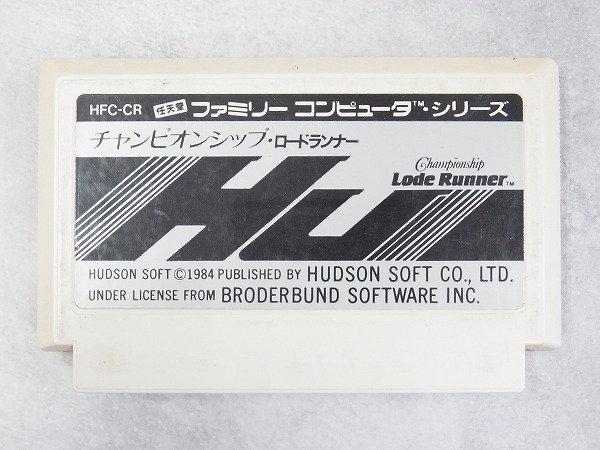 HFC-CR 任天堂 ファミリー コンピュータ™・シリーズ
チャンピオンシップ・ロードランナー
Championship
Lode Runner™
HU
HUDSON SOFT ©1984 PUBLISHED BY HUDSON SOFT CO., LTD.
UNDER LICENSE FROM BRODERBUND SOFTWARE INC.